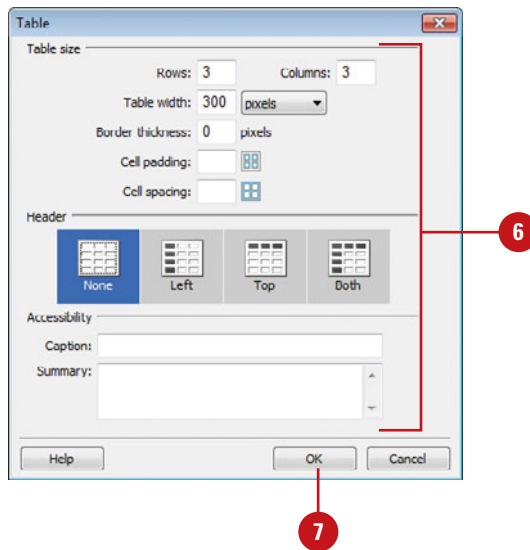 Table
Table size
Rows: 3 Columns: 3
Table width: 300 pixels
Border thickness: 0 pixels
Cell padding:
Cell spacing:
Header
None Left Top Both
6
Accessibility
Caption:
Summary:
Help OK Cancel
7